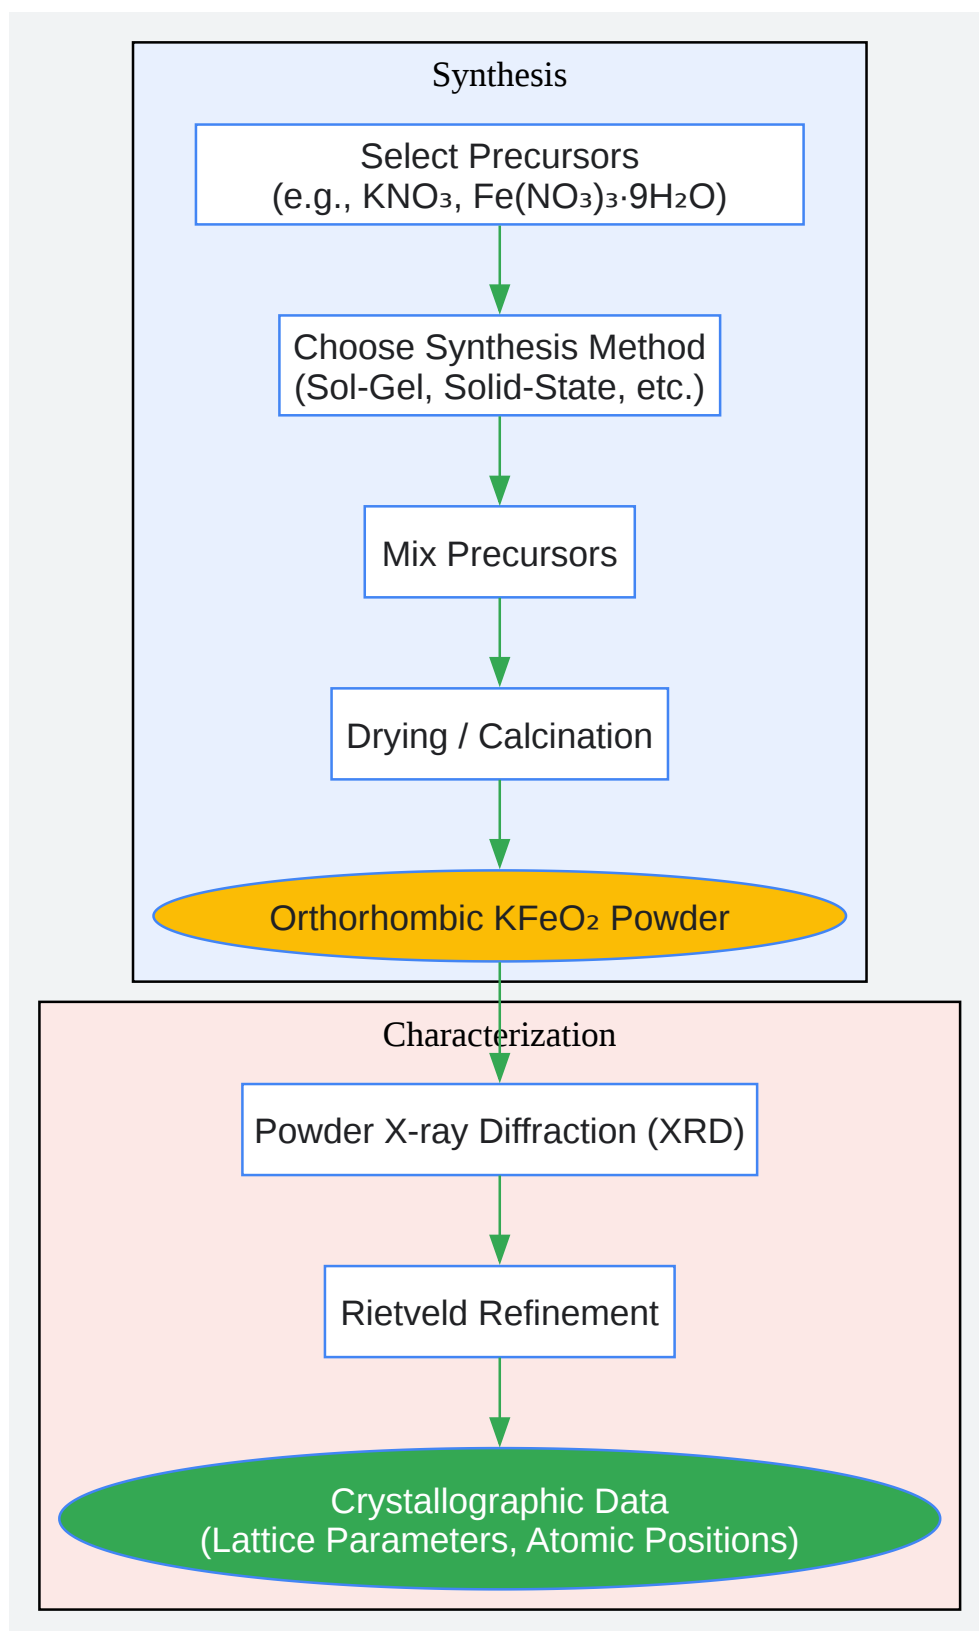 Synthesis
Select Precursors
(e.g., KNO₃, Fe(NO₃)₃·9H₂O)
Choose Synthesis Method
(Sol-Gel, Solid-State, etc.)
Mix Precursors
Drying / Calcination
Orthorhombic KFeO₂ Powder
Characterization
Powder X-ray Diffraction (XRD)
Rietveld Refinement
Crystallographic Data
(Lattice Parameters, Atomic Positions)